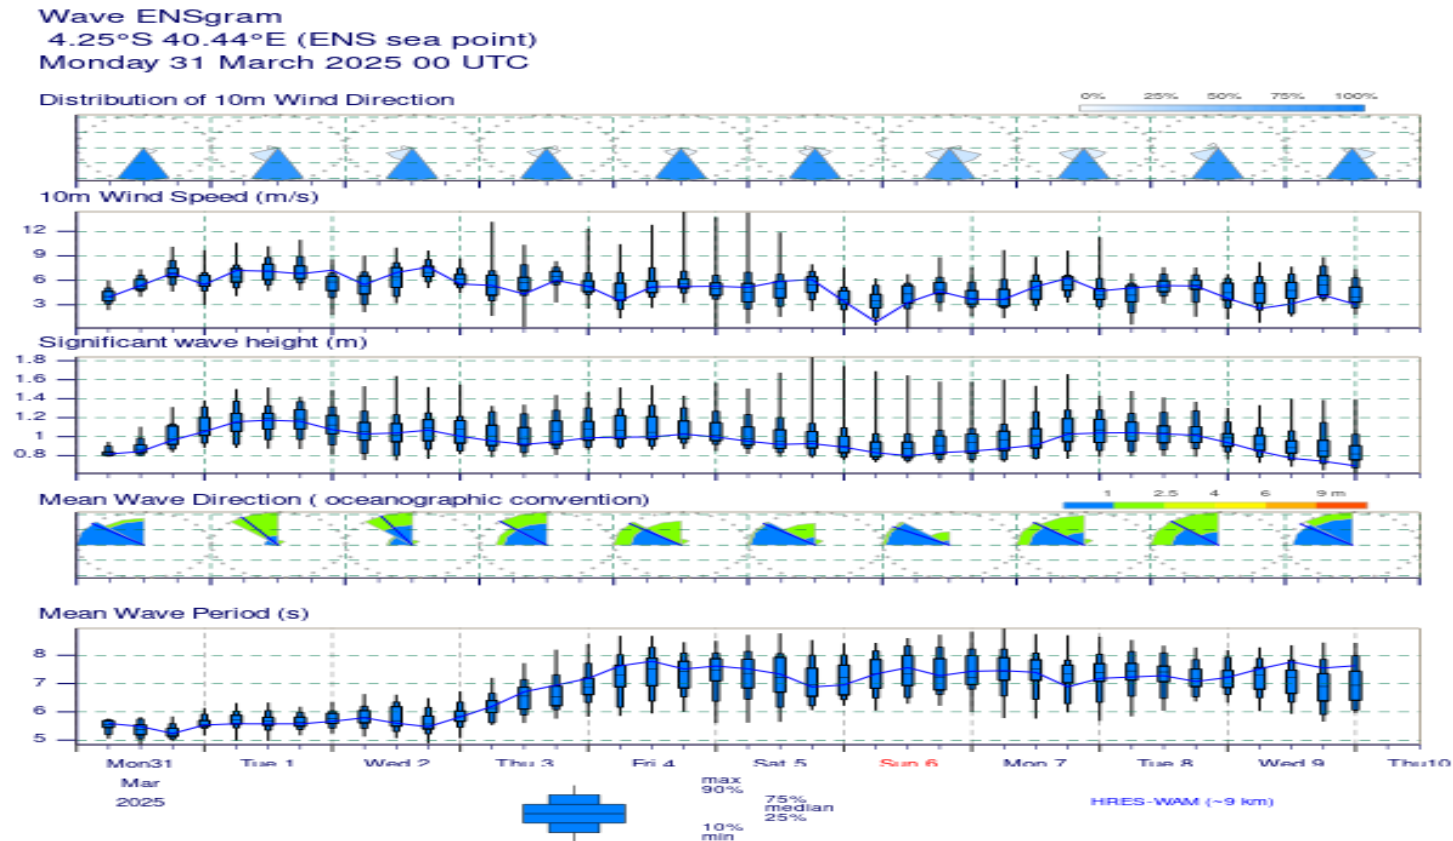 Wave ENSgram
4.25°S 40.44°E (ENS sea point)
Monday 31 March 2025 00 UTC
Distribution of 10m Wind Direction
0% 25% 50% 75% 100%
10m Wind Speed (m/s)
12
9
6
3
Significant wave height (m)
1.8
1.6
1.4
1.2
1
0.8
Mean Wave Direction ( oceanographic convention)
1 2.5 4 6 9 m
Mean Wave Period (s)
8
7
6
5
Mon31 Tue 1 Wed 2 Thu 3 Fri 4 Sat 5 Sun 6 Mon 7 Tue 8 Wed 9 Thu10
Mar
2025
max
90%
75%
median
25%
10%
min
HRES-WAM (~9 km)